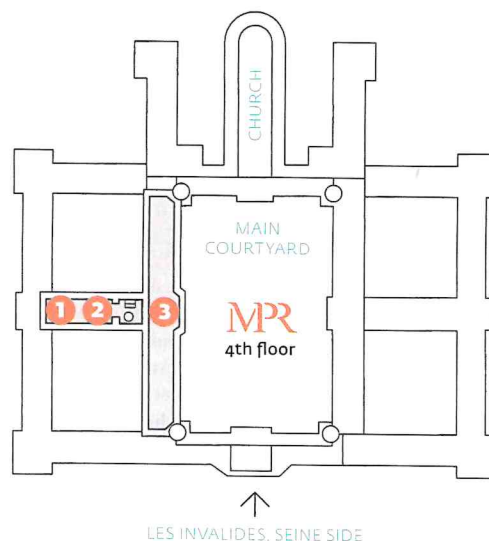 CHURCH
MAIN
COURTYARD
1 2 3
MPR
4th floor
LES INVALIDES, SEINE SIDE